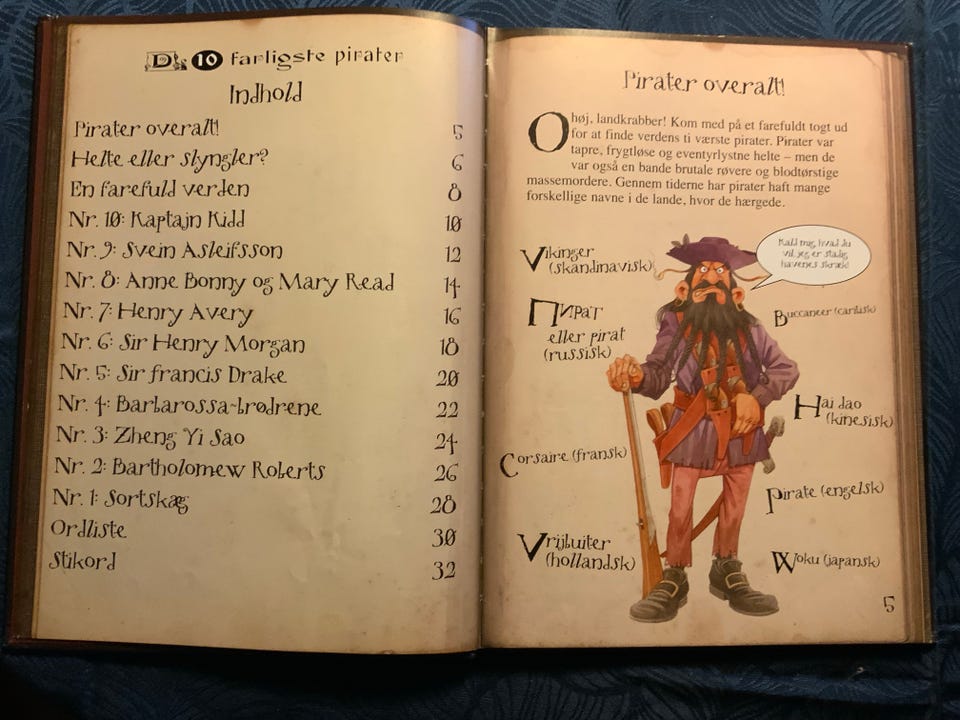 De 10 farligste pirater
Indhold
Pirater overalt! 5
Helte eller slyngler? 6
En farefuld verden 8
Nr. 10: Kaptajn Kidd 10
Nr. 9: Svein Asleifsson 12
Nr. 8: Anne Bonny og Mary Read 14
Nr. 7: Henry Avery 16
Nr. 6: Sir Henry Morgan 18
Nr. 5: Sir Francis Drake 20
Nr. 4: Barbarossa-brødrene 22
Nr. 3: Zheng Yi Sao 24
Nr. 2: Bartholomew Roberts 26
Nr. 1: Sortskæg 28
Ordliste 30
Stikord 32
Pirater overalt!
Ohøj, landkrabber! Kom med på et farefuldt togt ud
for at finde verdens ti værste pirater. Pirater var
tapre, frygtløse og eventyrlystne helte – men de
var også en bande brutale røvere og blodtørstige
massemordere. Gennem tiderne har pirater haft mange
forskellige navne i de lande, hvor de hærgede.
Kald mig, hvad du
vil, jeg er stadig
havenes skræk!
Vikinger
(skandinavisk)
Пират
eller pirat
(russisk)
Buccaneer (caribisk)
Hai dao
(kinesisk)
Corsaire (fransk)
Pirate (engelsk)
Vrijbuiter
(hollandsk)
Woku (japansk)
5